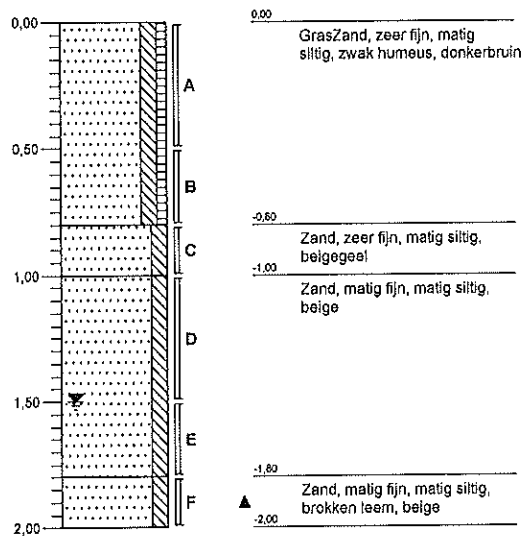 0,00
0,50
1,00
1,50
2,00
A
B
C
D
E
F
0,00
GrasZand, zeer fijn, matig
siltig, zwak humeus, donkerbruin
-0,80
Zand, zeer fijn, matig siltig,
beigegeel
-1,00
Zand, matig fijn, matig siltig,
beige
-1,80
Zand, matig fijn, matig siltig,
brokken leem, beige
-2,00